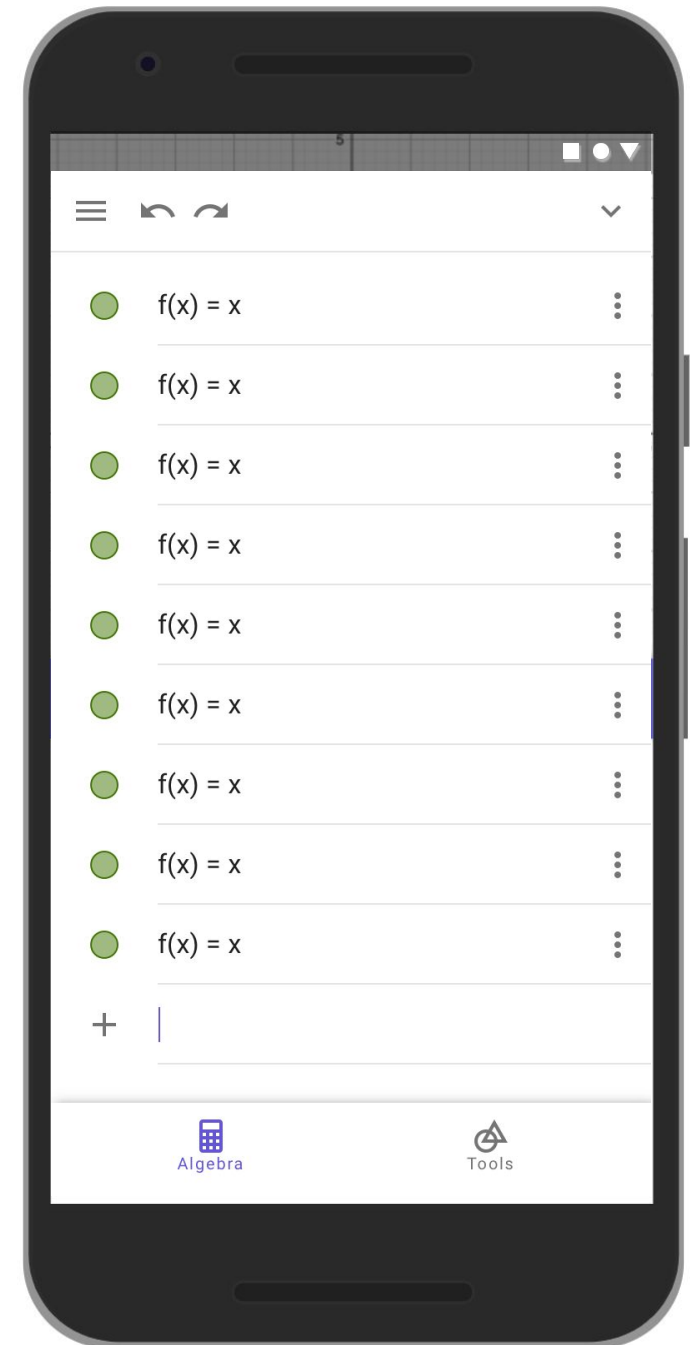 5
f(x) = x
f(x) = x
f(x) = x
f(x) = x
f(x) = x
f(x) = x
f(x) = x
f(x) = x
f(x) = x
Algebra
Tools